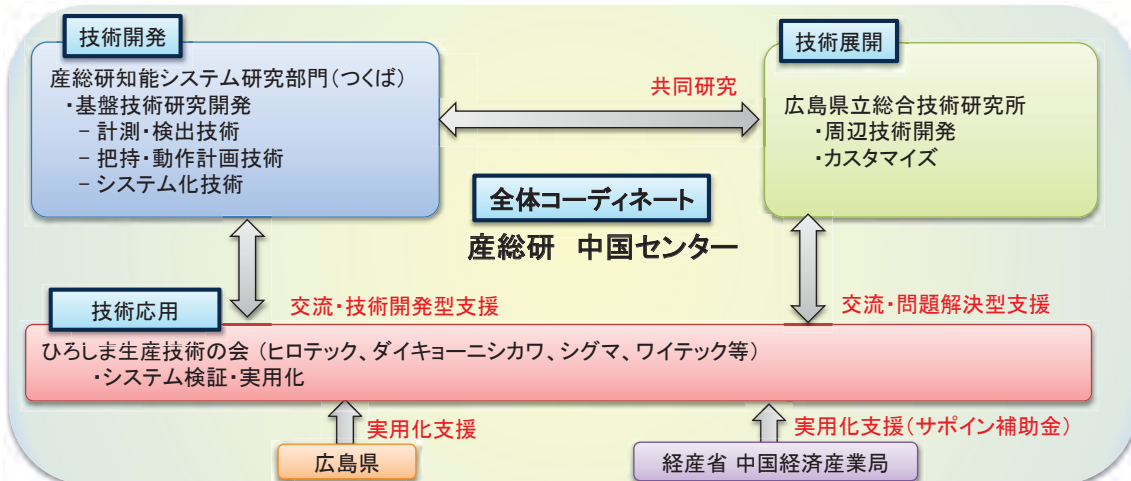 技術開発
産総研知能システム研究部門(つくば)
・基盤技術研究開発
− 計測・検出技術
− 把持・動作計画技術
− システム化技術
共同研究
技術展開
広島県立総合技術研究所
・周辺技術開発
・カスタマイズ
全体コーディネート
産総研 中国センター
交流・技術開発型支援
交流・問題解決型支援
技術応用
ひろしま生産技術の会 (ヒロテック、ダイキョーニシカワ、シグマ、ワイテック等)
・システム検証・実用化
実用化支援
実用化支援(サポイン補助金)
広島県
経産省 中国経済産業局